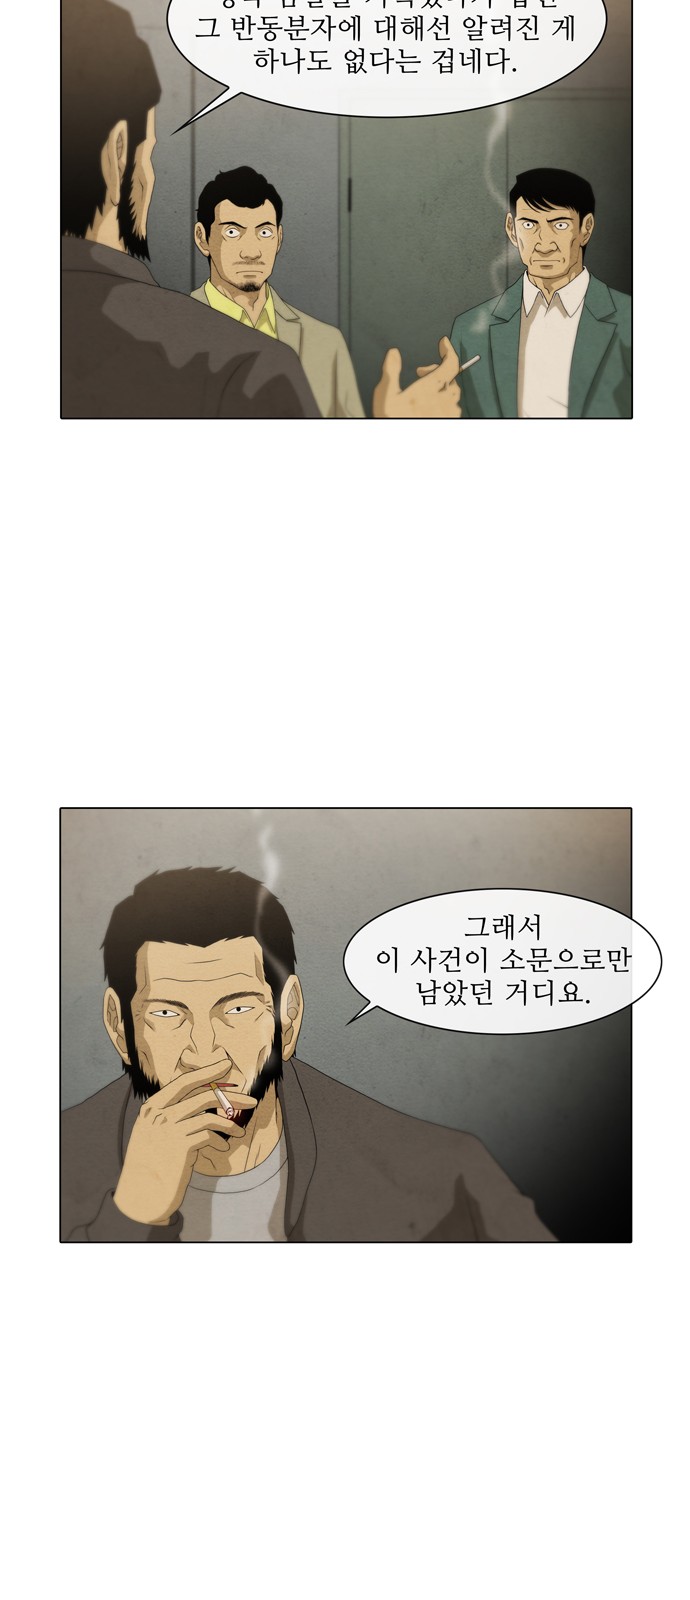 그 반동분자에 대해선 알려진 게
하나도 없다는 겁네다.
그래서
이 사건이 소문으로만
남았던 거디요.